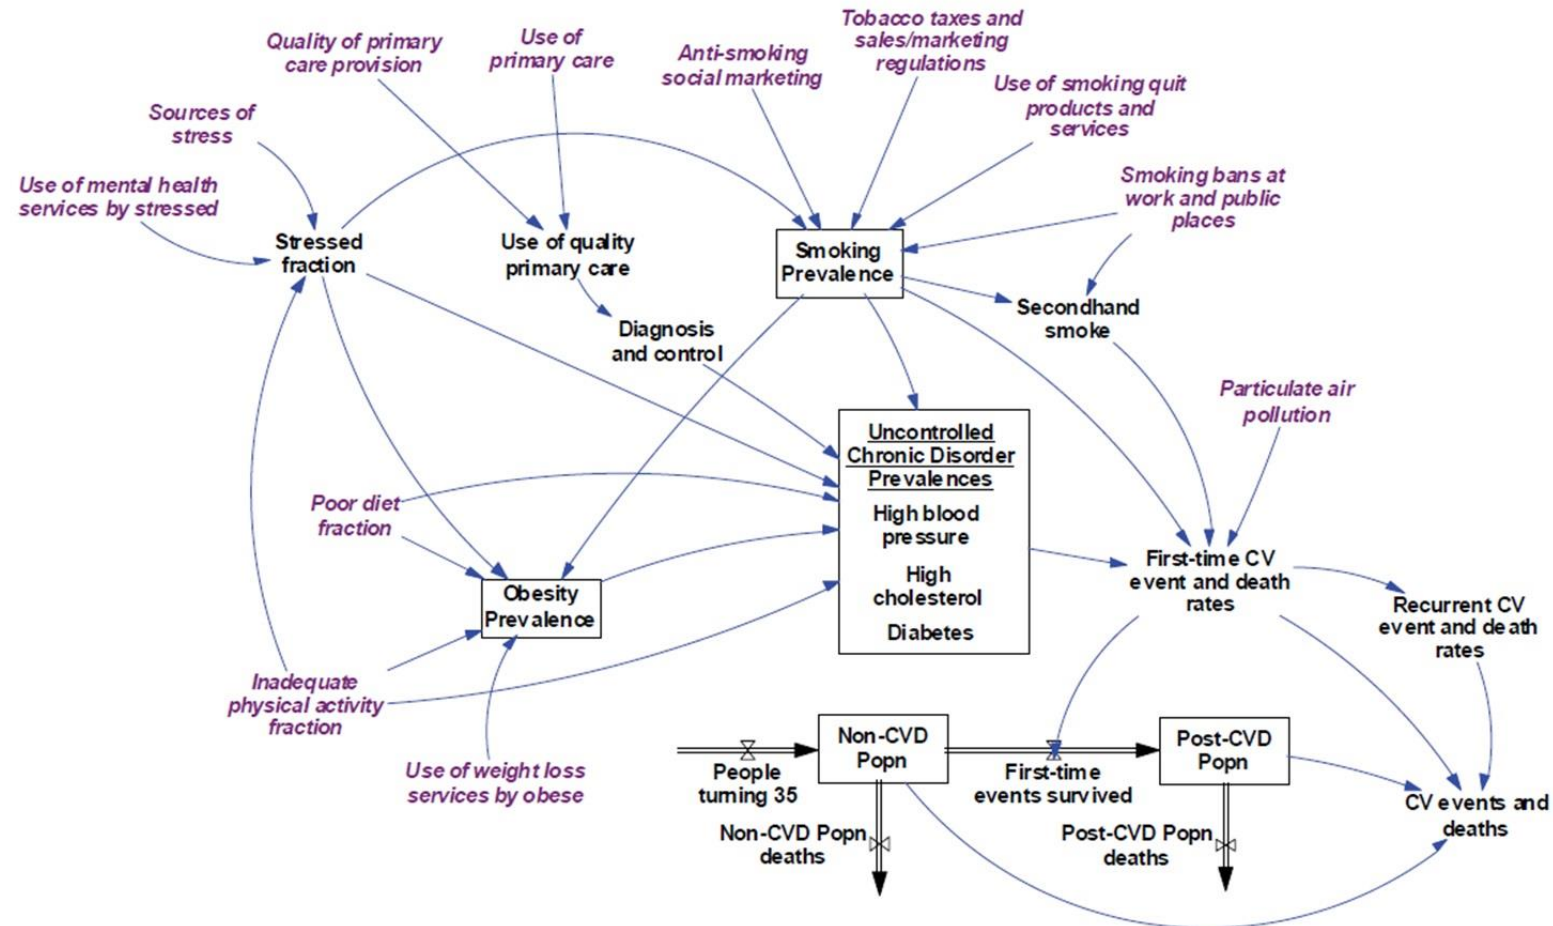 Quality of primary
care provision
Use of
primary care
Anti-smoking
social marketing
Tobacco taxes and
sales/marketing
regulations
Use of smoking quit
products and
services
Sources of
stress
Use of mental health
services by stressed
Smoking bans at
work and public
places
Stressed
fraction
Use of quality
primary care
Smoking
Prevalence
Secondhand
smoke
Diagnosis
and control
Particulate air
pollution
Uncontrolled
Chronic Disorder
Prevalences
High blood
pressure
High
cholesterol
Diabetes
Poor diet
fraction
Obesity
Prevalence
First-time CV
event and death
rates
Recurrent CV
event and death
rates
Inadequate
physical activity
fraction
Use of weight loss
services by obese
People
turning 35
Non-CVD
Popn
First-time
events survived
Post-CVD
Popn
CV events and
deaths
Non-CVD Popn
deaths
Post-CVD Popn
deaths